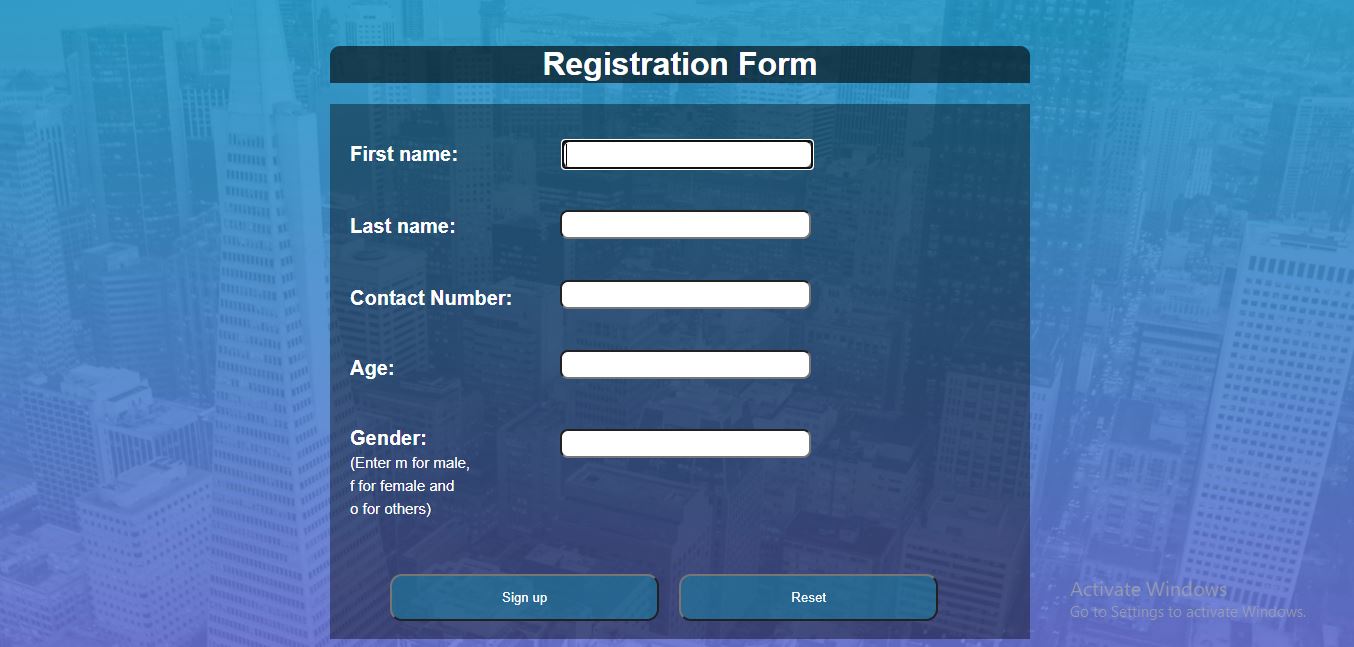 Registration Form
First name:
Last name:
Contact Number:
Age:
Gender:
(Enter m for male,
f for female and
o for others)
Sign up
Reset
Activate Windows
Go to Settings to activate Windows.